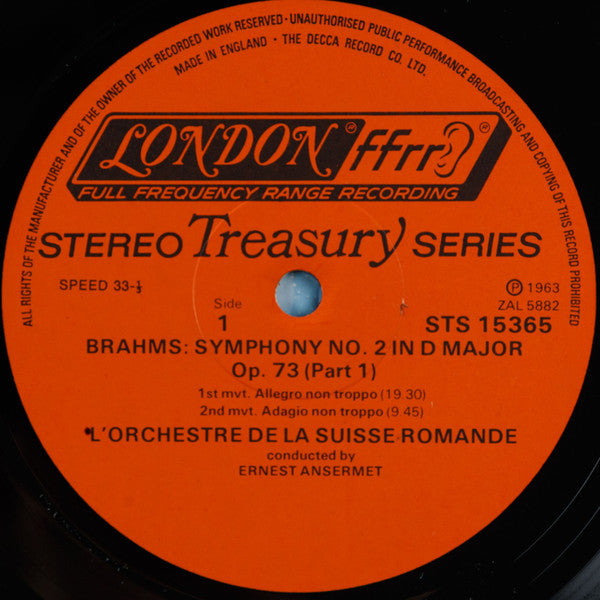 ALL RIGHTS OF THE MANUFACTURER AND OF THE OWNER OF THE RECORDED WORK RESERVED - UNAUTHORISED PUBLIC PERFORMANCE BROADCASTING AND COPYING OF THIS RECORD PROHIBITED
MADE IN ENGLAND · THE DECCA RECORD CO. LTD.
LONDON® ffrr®
FULL FREQUENCY RANGE RECORDING
STEREO Treasury SERIES
SPEED 33-⅓
Ⓟ 1963
ZAL 5882
Side
1
STS 15365
BRAHMS: SYMPHONY NO. 2 IN D MAJOR
Op. 73 (Part 1)
1st mvt. Allegro non troppo (19.30)
2nd mvt. Adagio non troppo (9.45)
L'ORCHESTRE DE LA SUISSE ROMANDE
conducted by
ERNEST ANSERMET